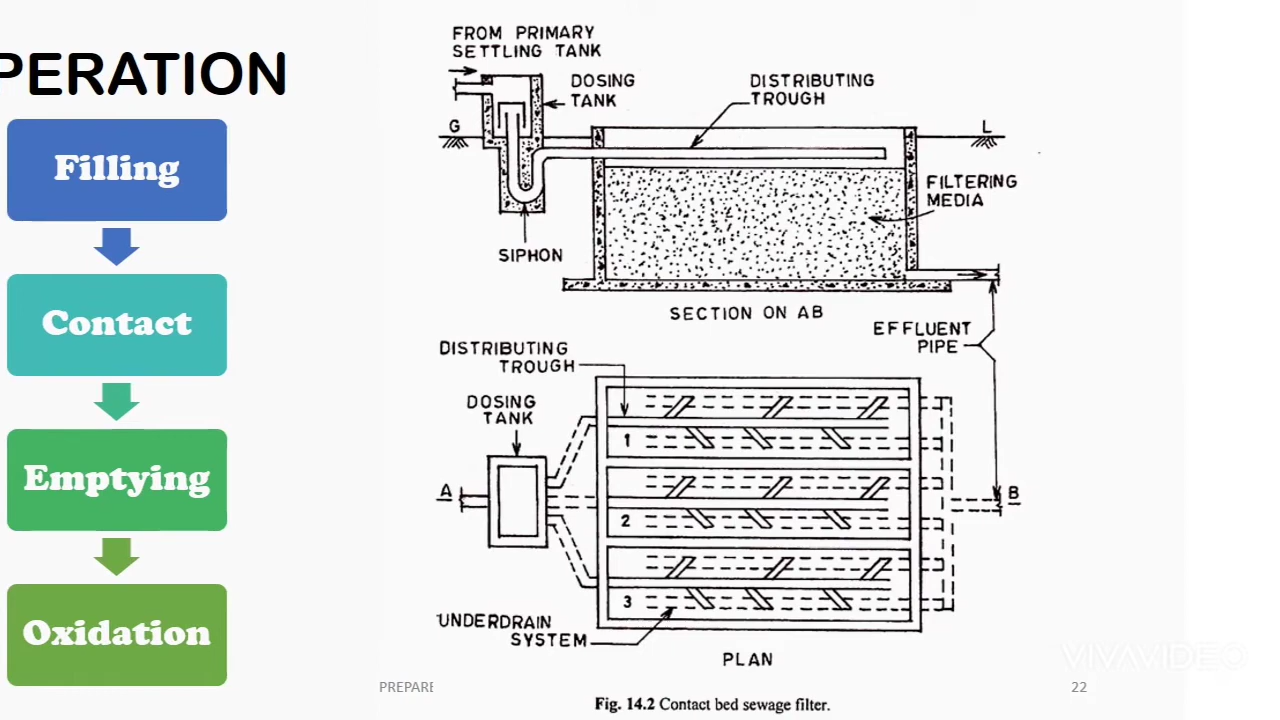 PERATION
Filling
Contact
Emptying
Oxidation
FROM PRIMARY
SETTLING TANK
DOSING
TANK
DISTRIBUTING
TROUGH
G
L
FILTERING
MEDIA
SIPHON
SECTION ON AB
EFFLUENT
PIPE
DISTRIBUTING
TROUGH
DOSING
TANK
1
A
B
2
3
UNDERDRAIN
SYSTEM
PLAN
PREPARE
22
Fig. 14.2 Contact bed sewage filter.
VIVAVIDEO